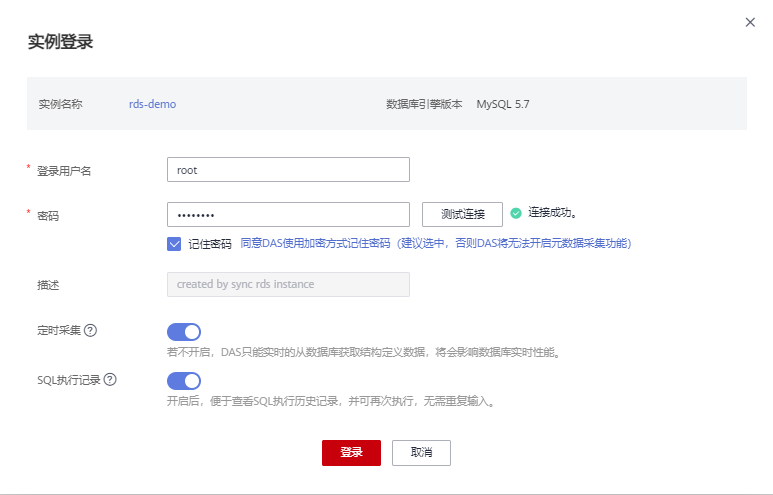 实例登录
实例名称 rds-demo 数据库引擎版本 MySQL 5.7
* 登录用户名 root
* 密码 •••••••• 测试连接 连接成功。
记住密码 同意DAS使用加密方式记住密码（建议选中，否则DAS将无法开启元数据采集功能）
描述 created by sync rds instance
定时采集 ?
若不开启，DAS只能实时的从数据库获取结构定义数据，将会影响数据库实时性能。
SQL执行记录 ?
开启后，便于查看SQL执行历史记录，并可再次执行，无需重复输入。
登录 取消